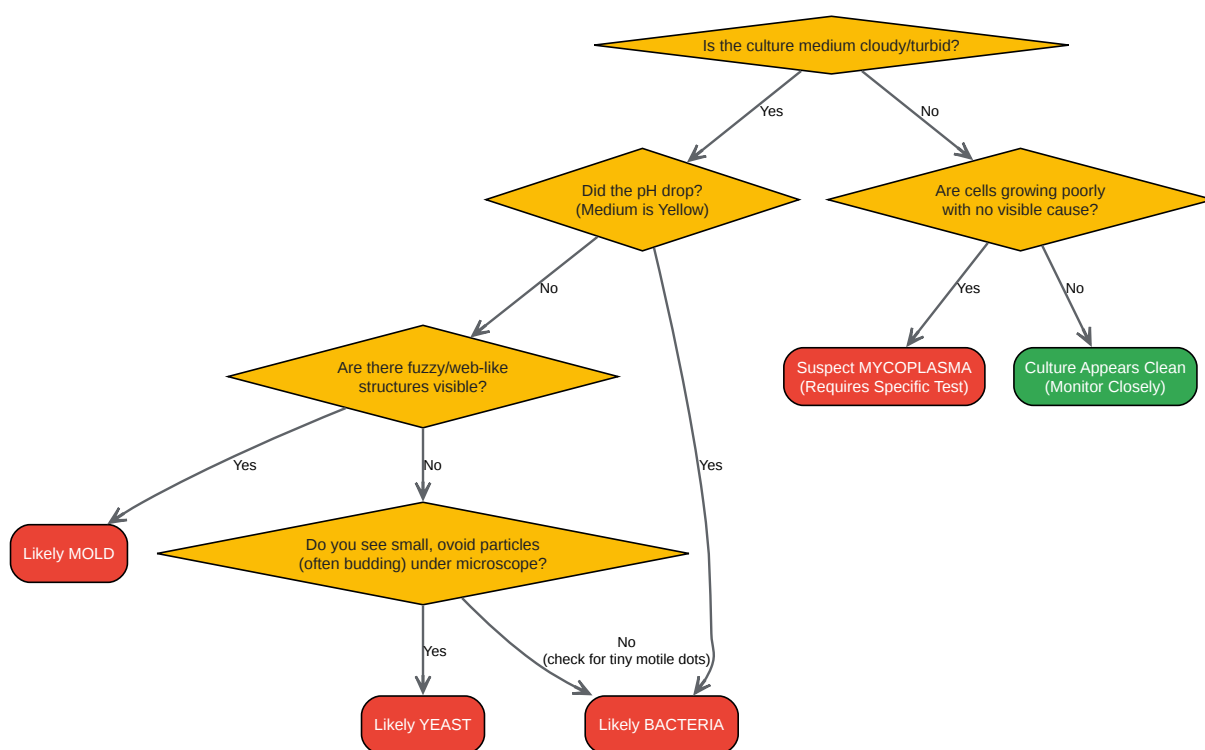 Is the culture medium cloudy/turbid?
Yes
No
Did the pH drop?
(Medium is Yellow)
Are cells growing poorly
with no visible cause?
No
Yes
No
Are there fuzzy/web-like
structures visible?
Suspect MYCOPLASMA
(Requires Specific Test)
Culture Appears Clean
(Monitor Closely)
Yes
No
Yes
Likely MOLD
Do you see small, ovoid particles
(often budding) under microscope?
Yes
No
(check for tiny motile dots)
Likely YEAST
Likely BACTERIA